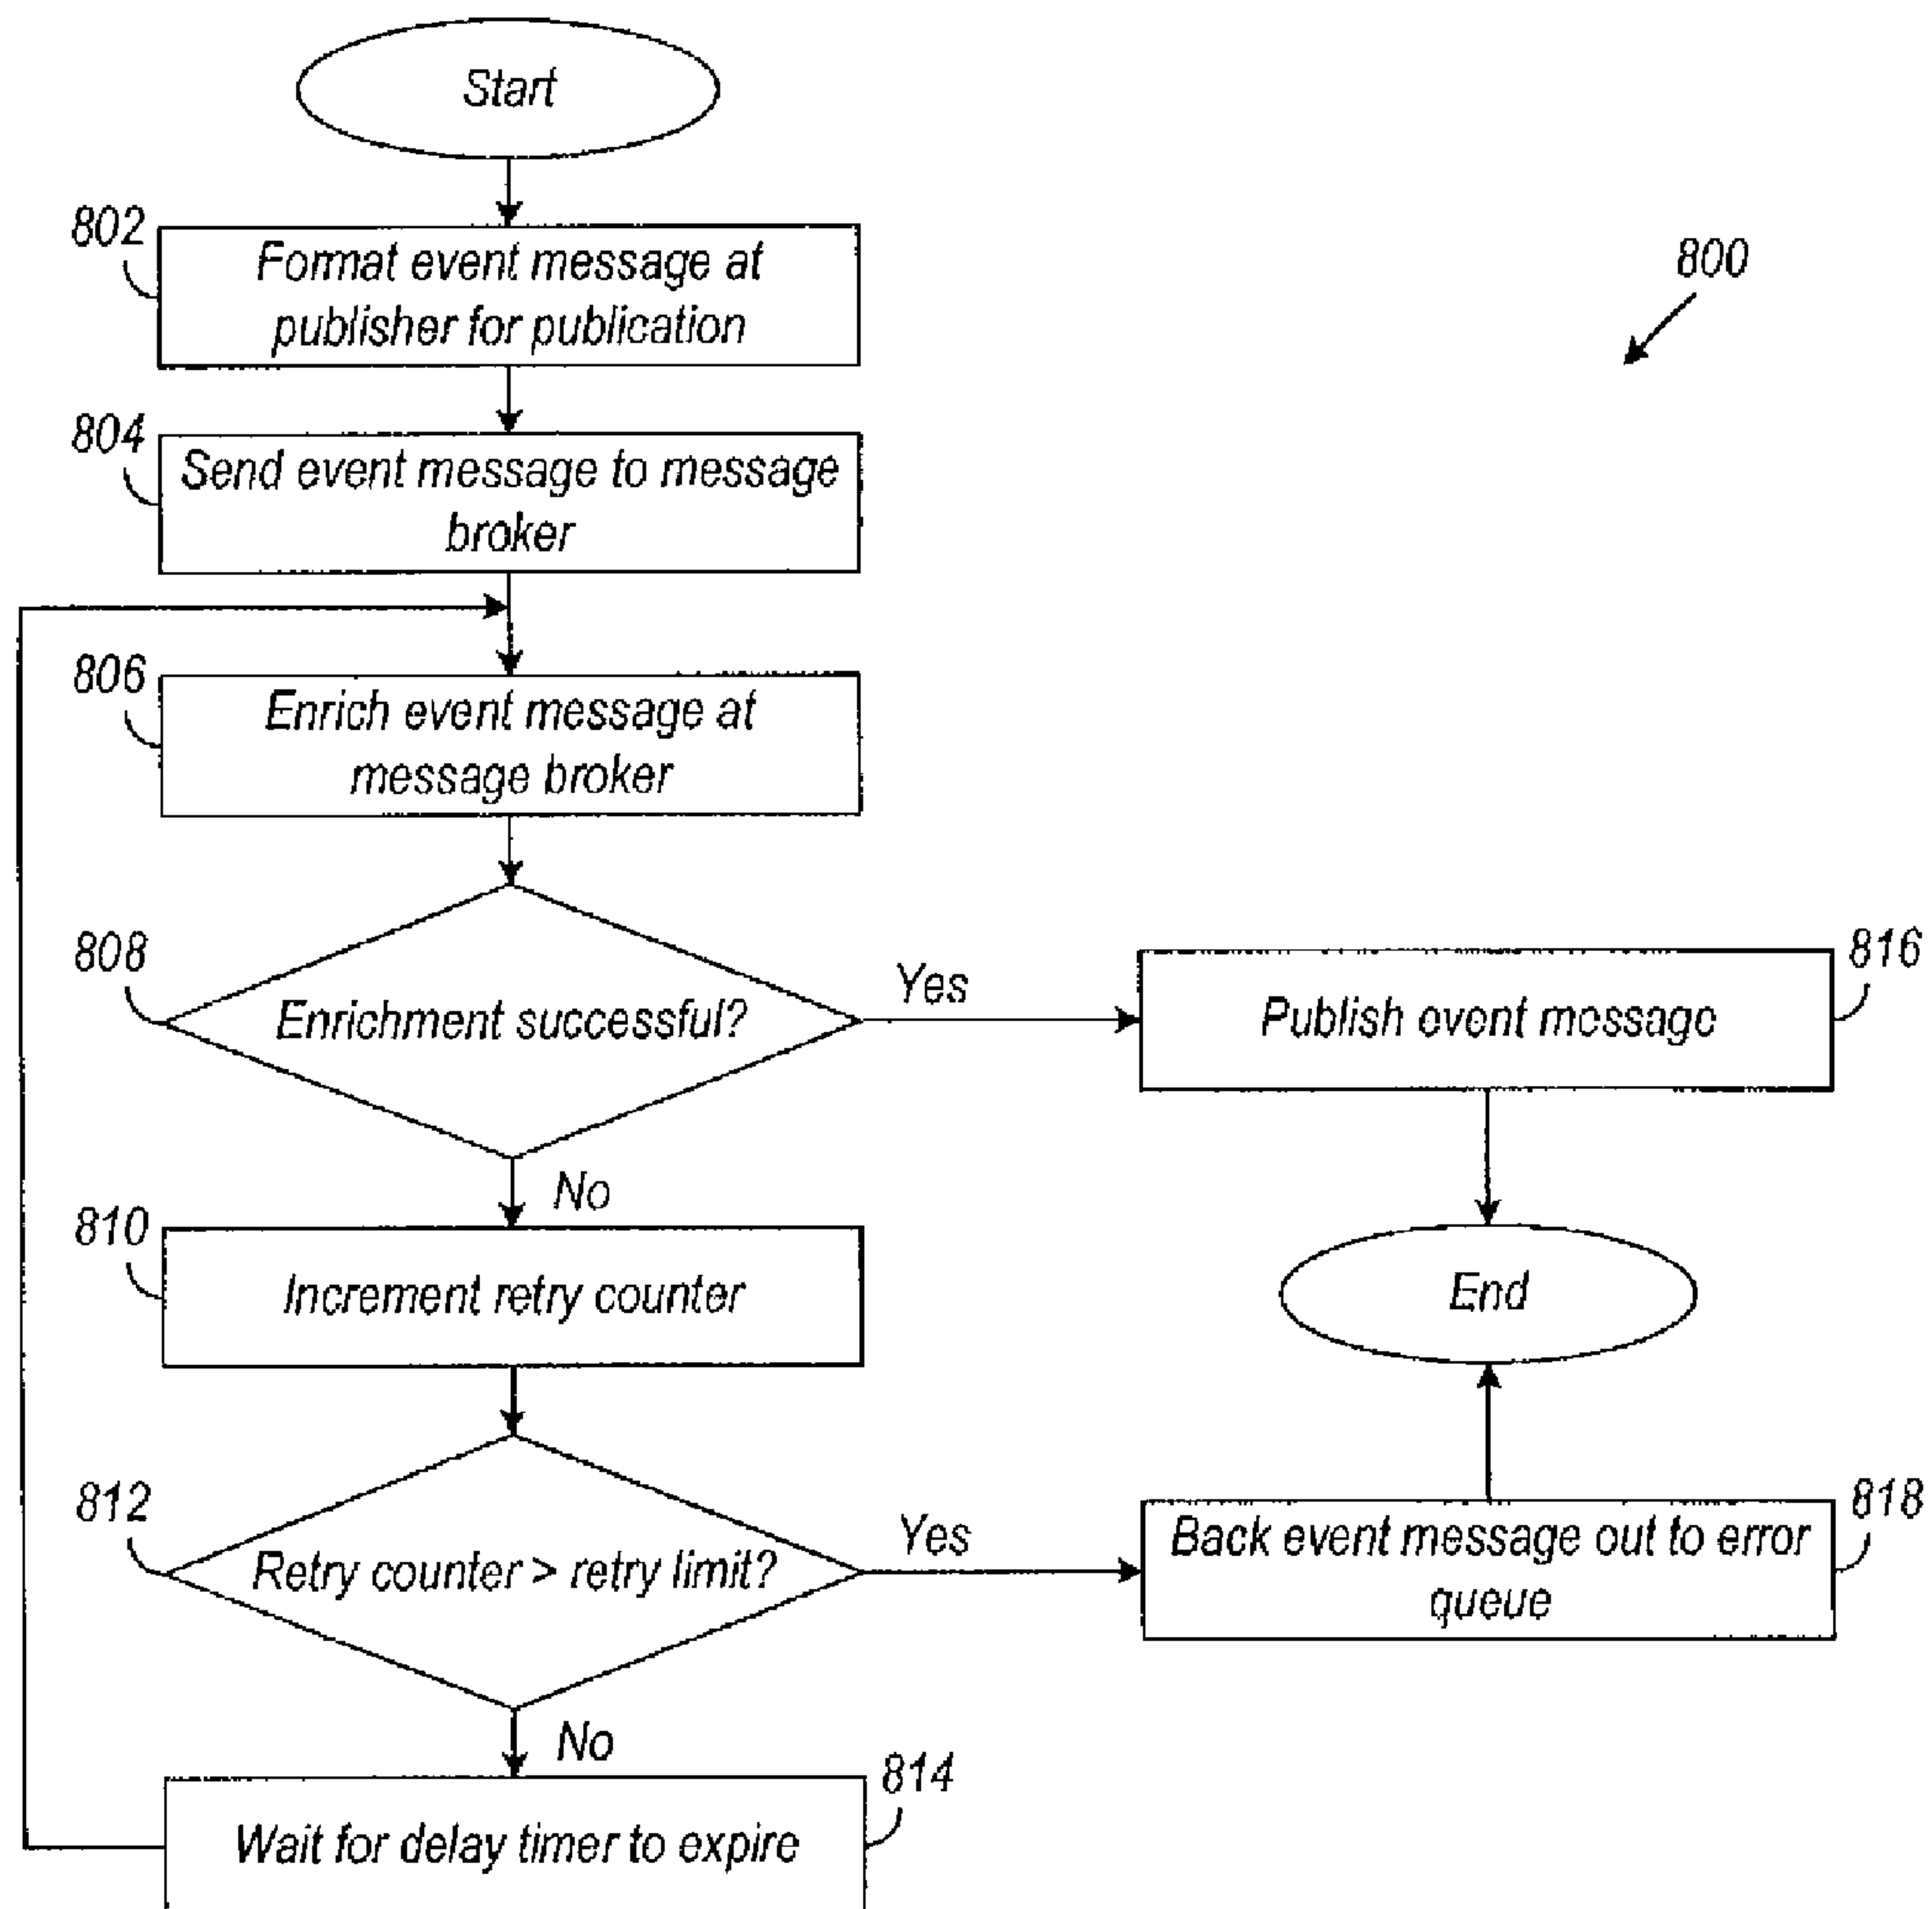 Start
802
Format event message at
publisher for publication
800
804
Send event message to message
broker
806
Enrich event message at
message broker
808
Enrichment successful?
Yes
816
Publish event message
No
810
Increment retry counter
End
812
Retry counter > retry limit?
Yes
818
Back event message out to error
queue
No
814
Wait for delay timer to expire